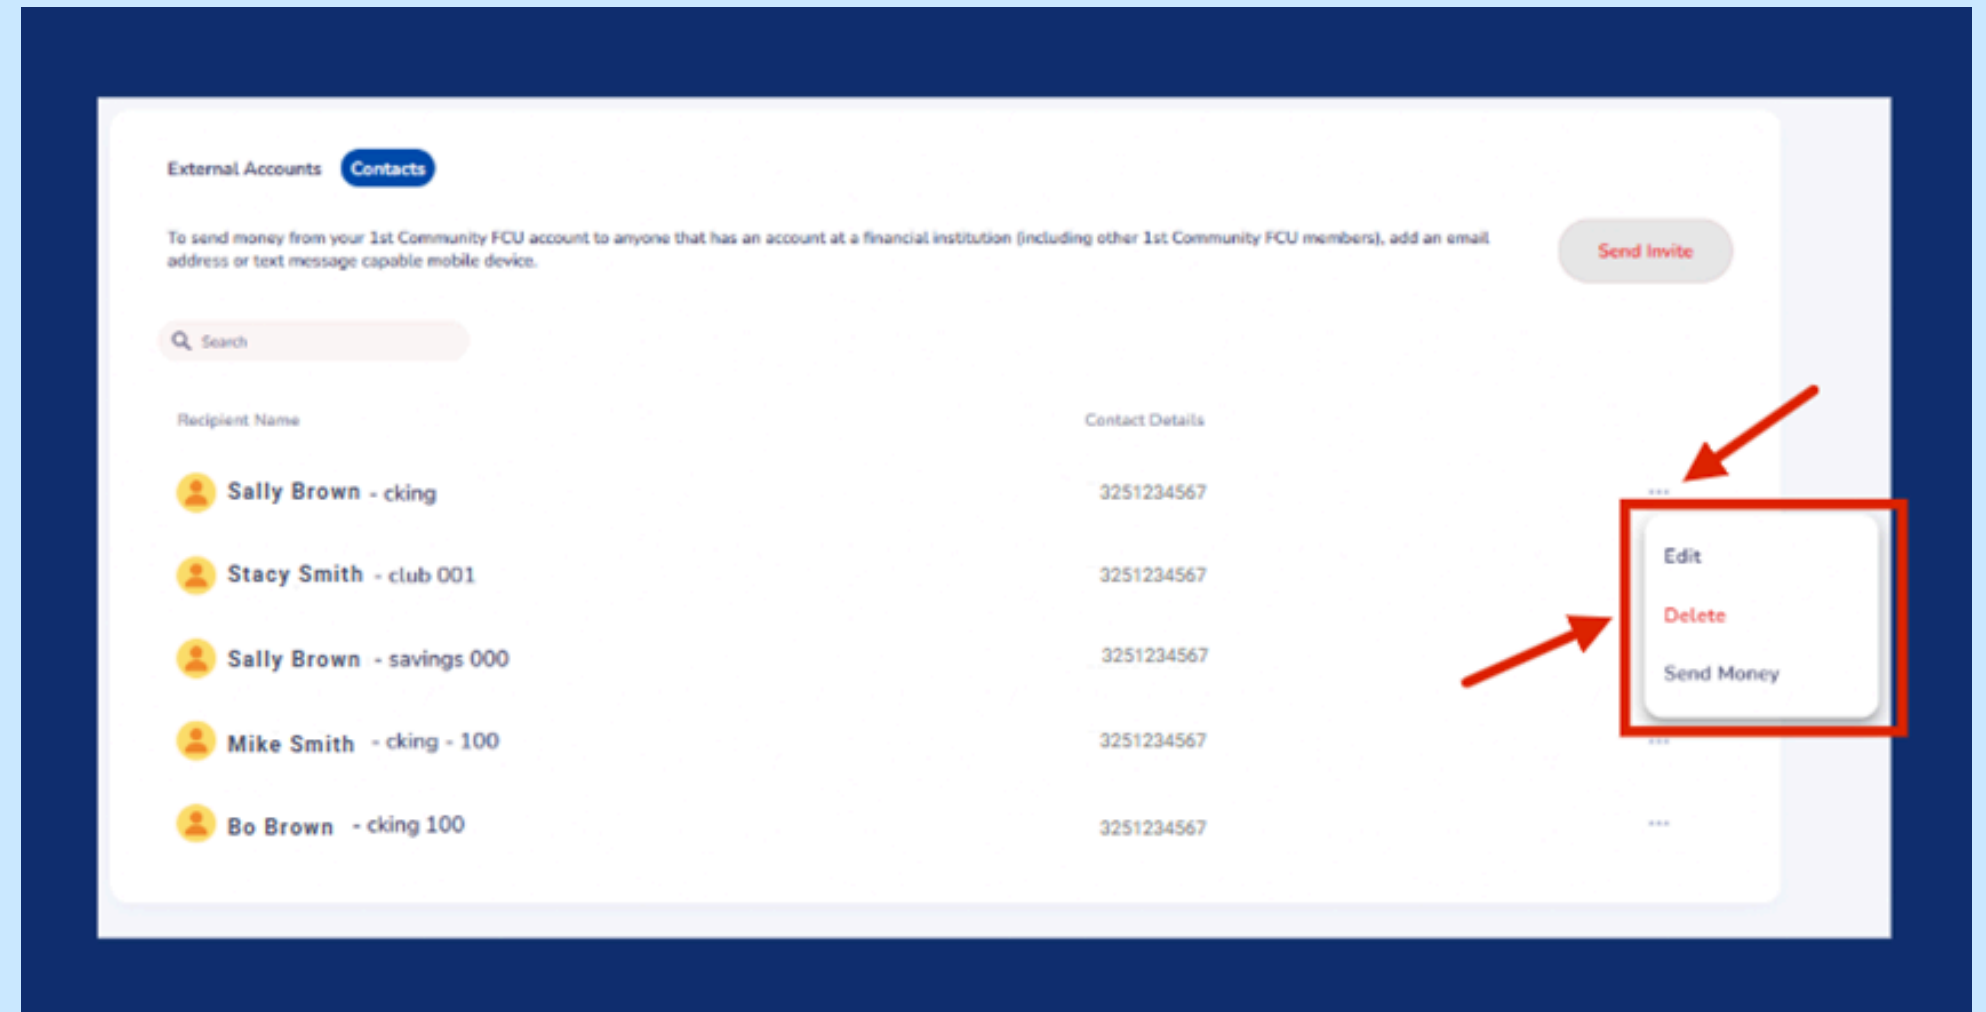 External Accounts Contacts
To send money from your 1st Community FCU account to anyone that has an account at a financial institution (including other 1st Community FCU members), add an email
address or text message capable mobile device.
Send Invite
Search
Recipient Name Contact Details
Sally Brown - cking 3251234567 ...
Stacy Smith - club 001 3251234567
Sally Brown - savings 000 3251234567
Mike Smith - cking - 100 3251234567 ...
Bo Brown - cking 100 3251234567 ...
Edit
Delete
Send Money